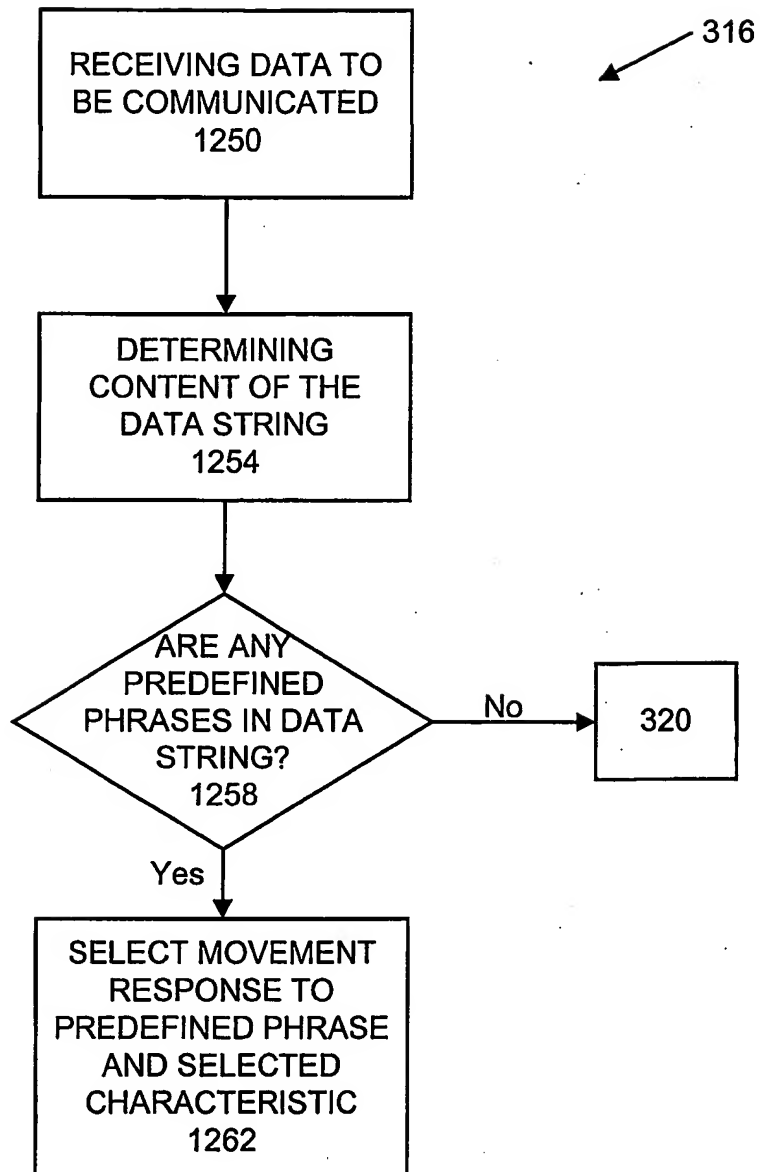 316
RECEIVING DATA TO
BE COMMUNICATED
1250
DETERMINING
CONTENT OF THE
DATA STRING
1254
ARE ANY
PREDEFINED
PHRASES IN DATA
STRING?
1258
No
320
Yes
SELECT MOVEMENT
RESPONSE TO
PREDEFINED PHRASE
AND SELECTED
CHARACTERISTIC
1262